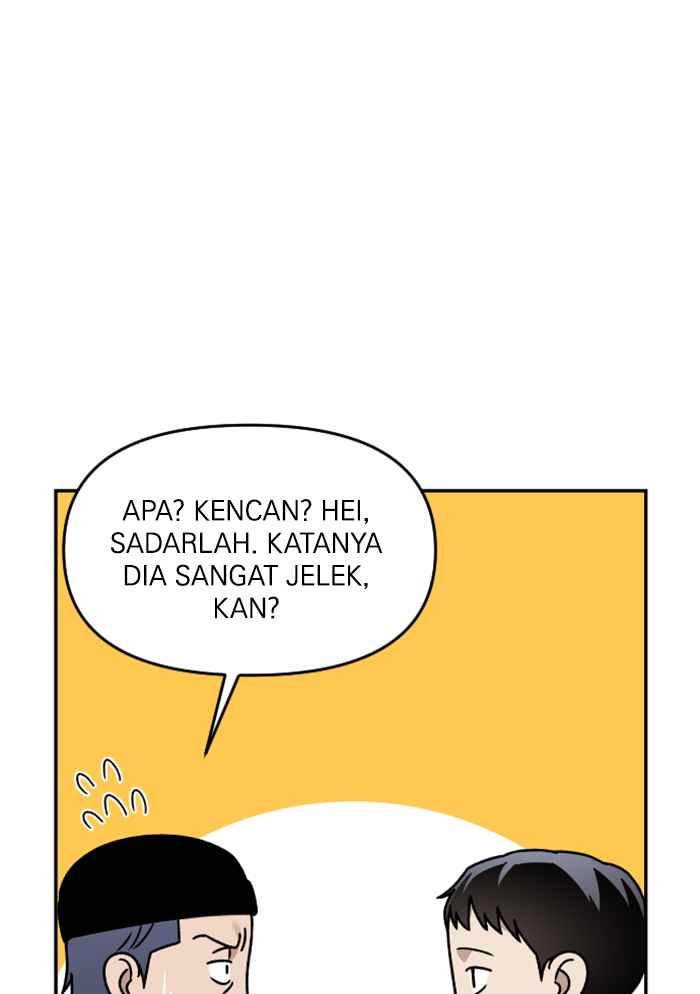 APA? KENCAN? HEI,
SADARLAH. KATANYA
DIA SANGAT JELEK,
KAN?